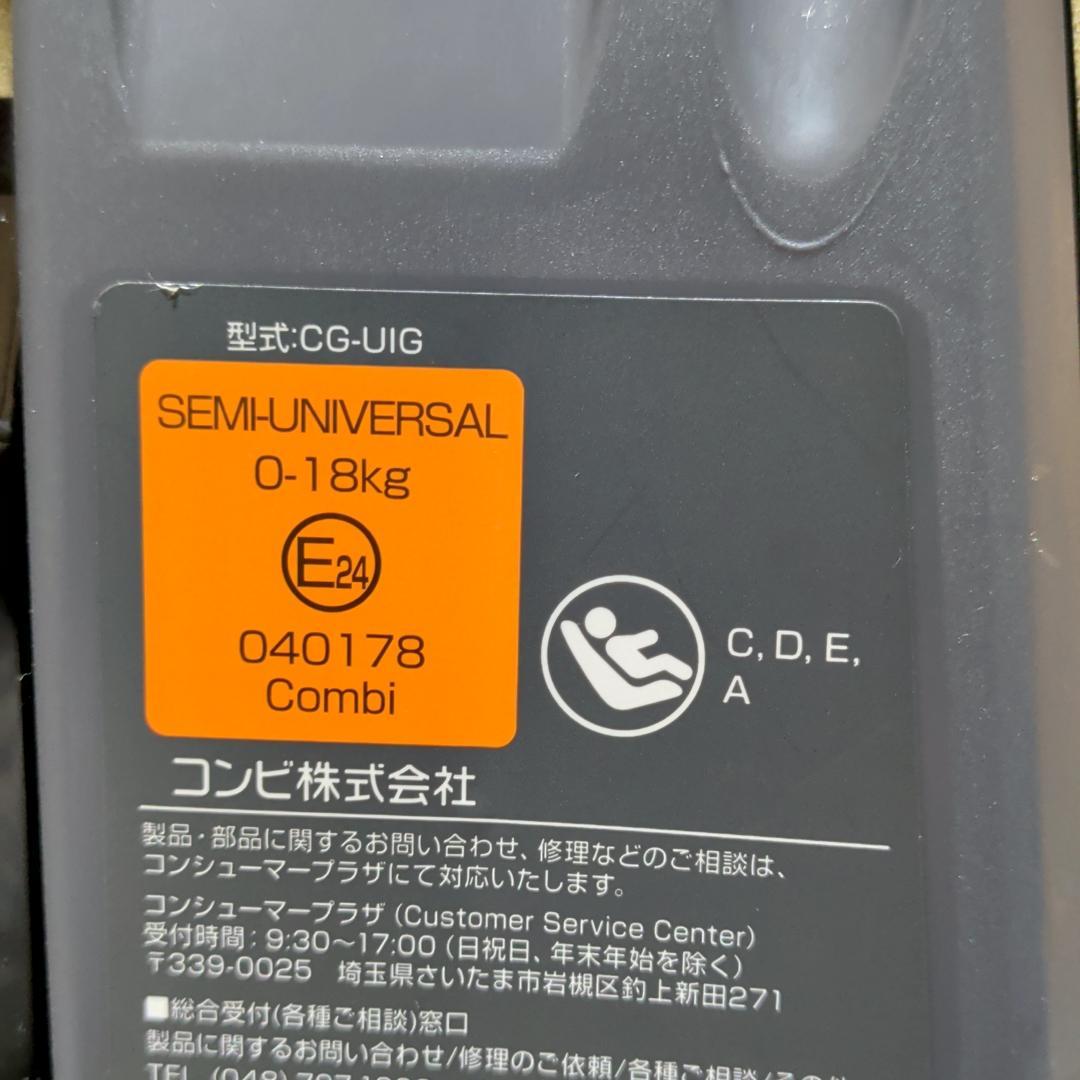 型式:CG-UIG
SEMI-UNIVERSAL
0-18kg
E24
040178
Combi
C, D, E,
A
コンビ株式会社
製品・部品に関するお問い合わせ、修理などのご相談は、
コンシューマープラザにて対応いたします。
コンシューマープラザ (Customer Service Center)
受付時間:9:30～17:00 (日祝日、年末年始を除く)
〒339-0025 埼玉県さいたま市岩槻区釣上新田271
■総合受付(各種ご相談)窓口
製品に関するお問い合わせ/修理のご依頼/各種ご相談/その他
TEL (048) 797-1000